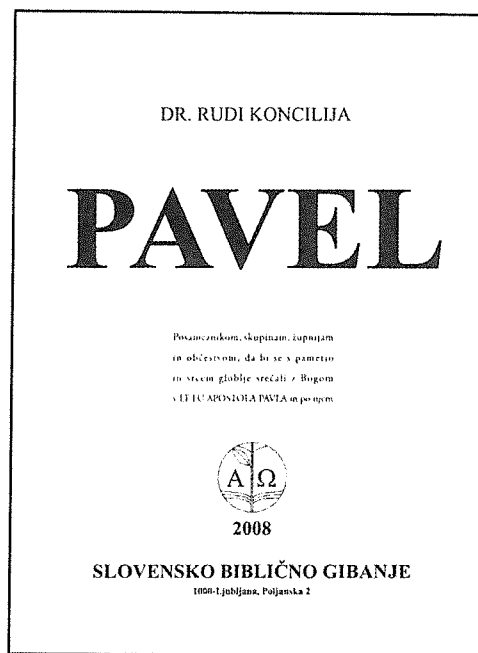 DR. RUDI KONCILIJA
PAVEL
Posameznikom, skupinam, župnijam
in občestvom, da bi se s pametjo
in srcem globlje srečali z Bogom
v LETU APOSTOLA PAVLA in po njem
Α Ω
2008
SLOVENSKO BIBLIČNO GIBANJE
1000-Ljubljana, Poljanska 2